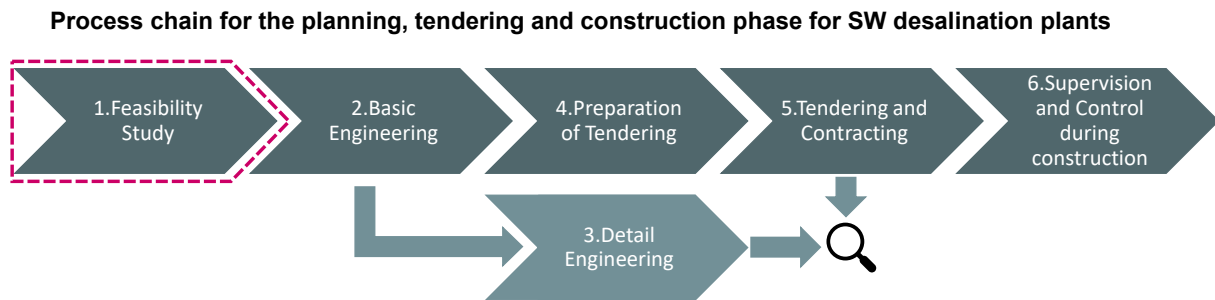 Process chain for the planning, tendering and construction phase for SW desalination plants
1.Feasibility
Study
2.Basic
Engineering
4.Preparation
of Tendering
5.Tendering and
Contracting
6.Supervision
and Control
during
construction
3.Detail
Engineering